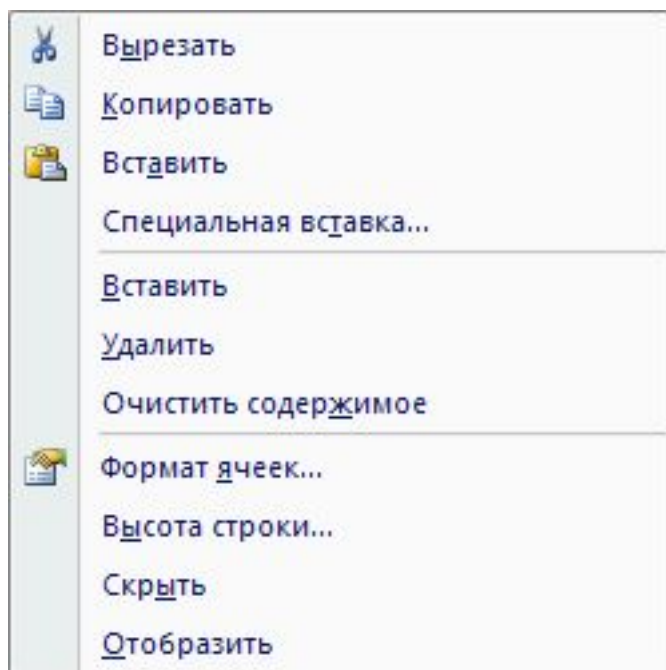 Вырезать
Копировать
Вставить
Специальная вставка...
Вставить
Удалить
Очистить содержимое
Формат ячеек...
Высота строки...
Скрыть
Отобразить